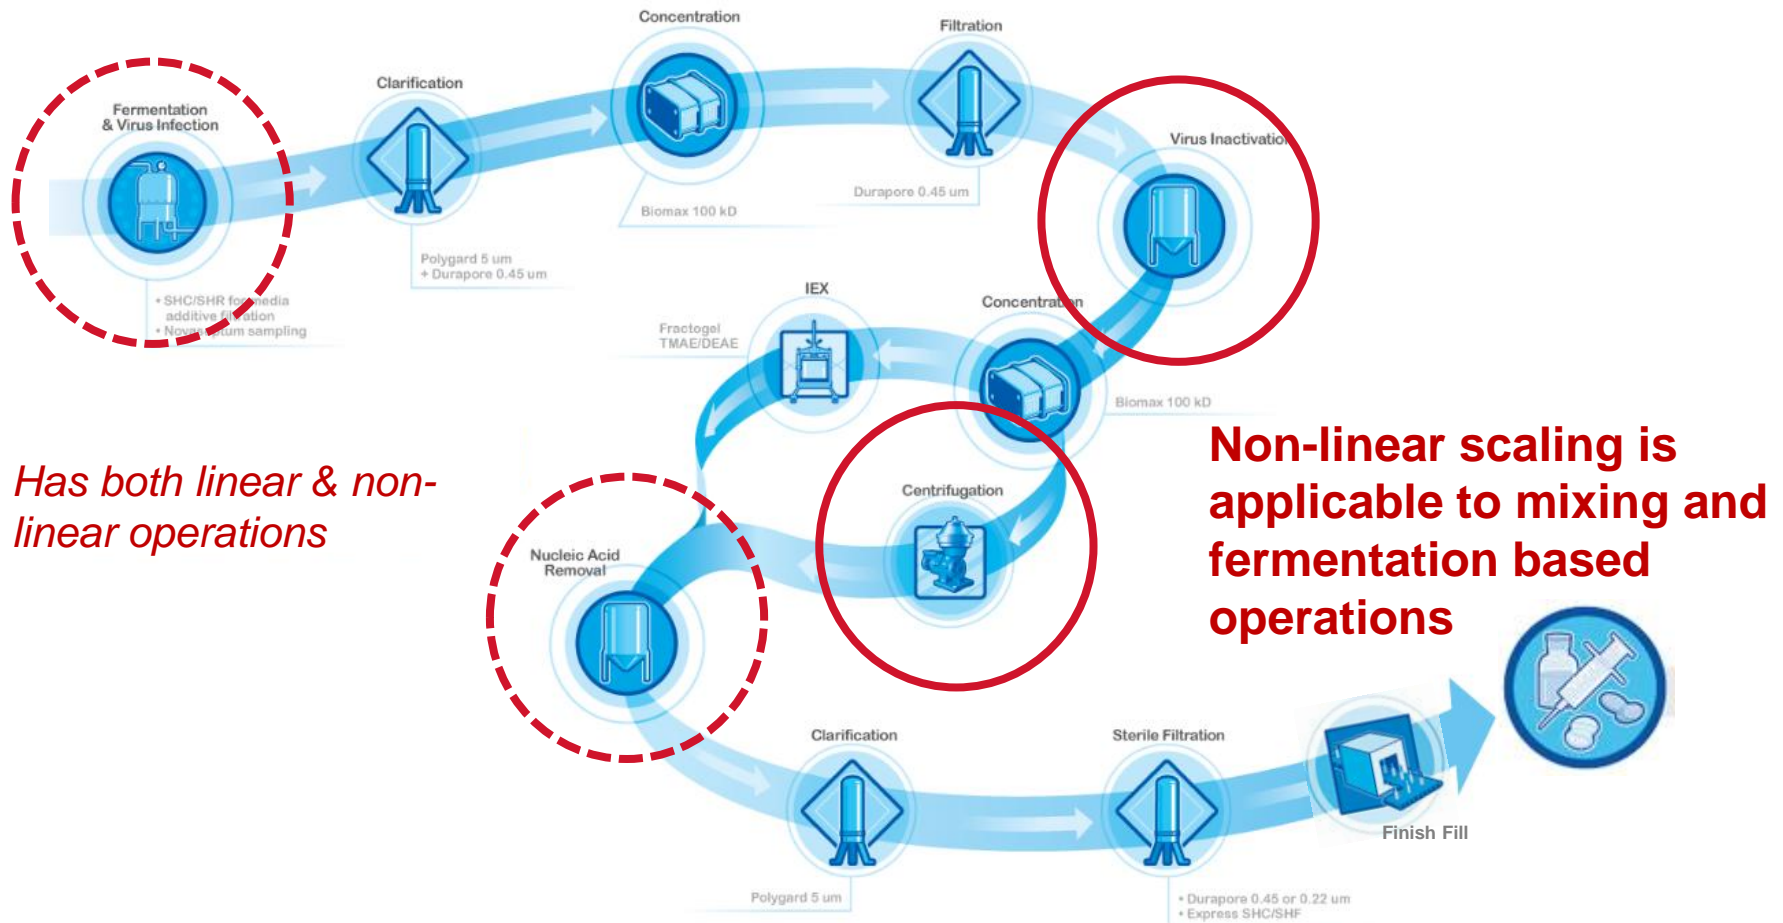 Concentration
Filtration
Clarification
Fermentation
& Virus Infection
Virus Inactivation
Durapore 0.45 um
Biomax 100 kD
Polygard 5 um
+ Durapore 0.45 um
• SHC/SHR for media
additive filtration
• Novaseptum sampling
IEX
Concentration
Fractogel
TMAE/DEAE
Biomax 100 kD
Has both linear & non-
linear operations
Non-linear scaling is
applicable to mixing and
fermentation based
operations
Centrifugation
Nucleic Acid
Removal
Clarification
Sterile Filtration
Finish Fill
Polygard 5 um
• Durapore 0.45 or 0.22 um
• Express SHC/SHF